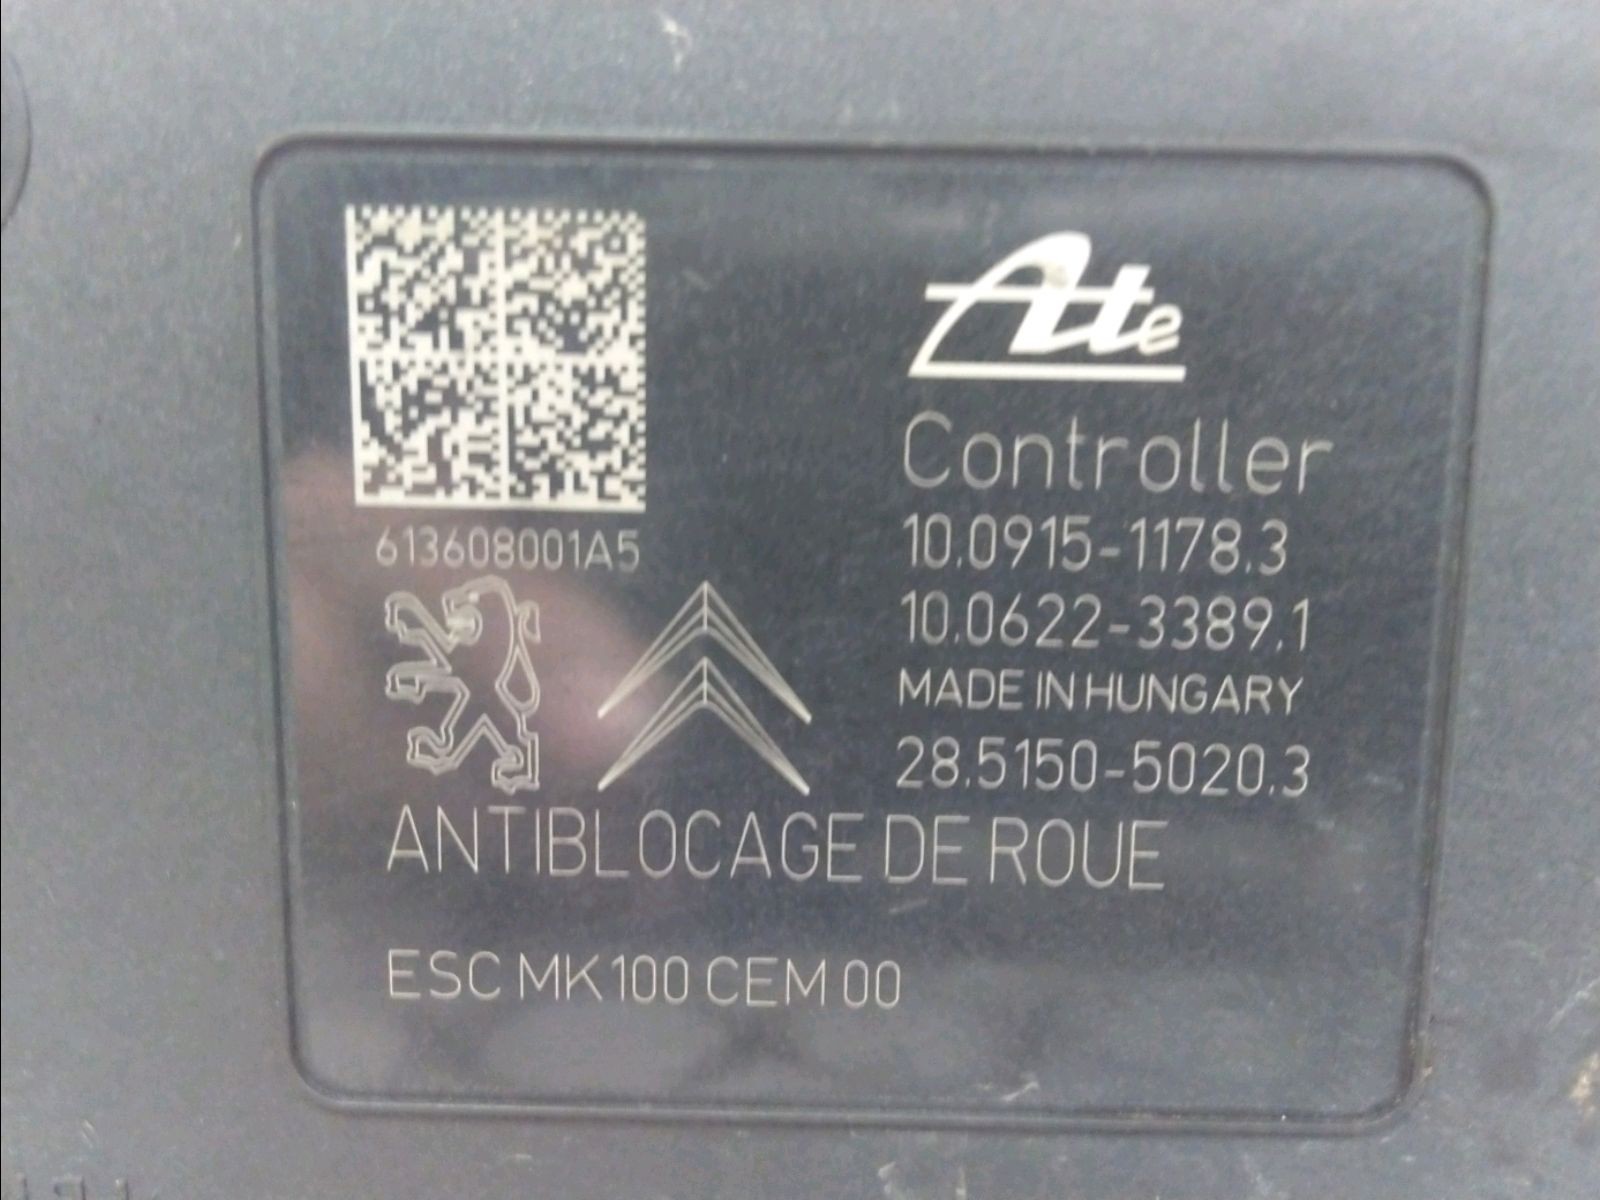 613608001A5
Ate
Controller
10.0915-1178.3
10.0622-3389.1
MADE IN HUNGARY
28.5150-5020.3
ANTIBLOCAGE DE ROUE
ESC MK100 CEM 00